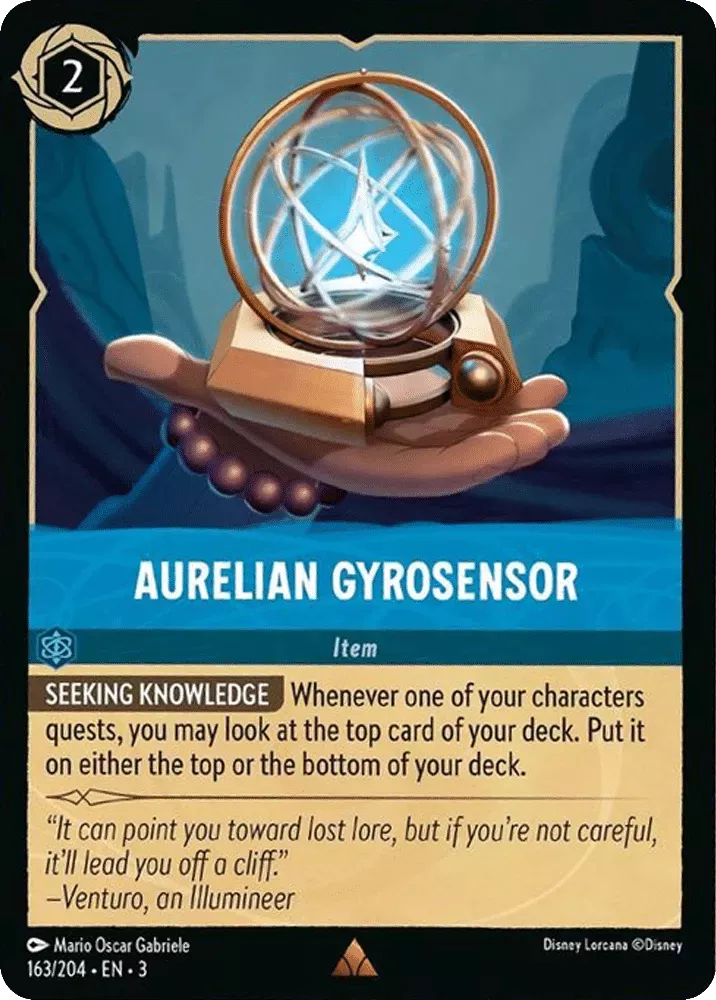 2
AURELIAN GYROSENSOR
Item
SEEKING KNOWLEDGE Whenever one of your characters
quests, you may look at the top card of your deck. Put it
on either the top or the bottom of your deck.
“It can point you toward lost lore, but if you’re not careful,
it’ll lead you off a cliff.”
–Venturo, an Illumineer
Mario Oscar Gabriele
Disney Lorcana ©Disney
163/204 • EN • 3